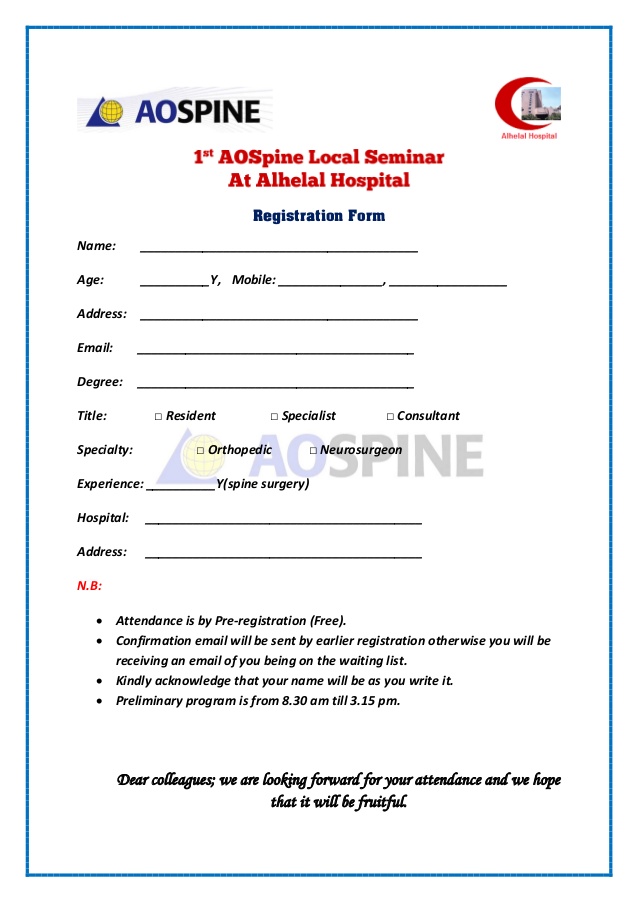 AOSPINE
Alhelal Hospital
1st AOSpine Local Seminar
At Alhelal Hospital
Registration Form
Name: ________________________________________
Age: __________Y, Mobile: _______________, _________________
Address: ________________________________________
Email: ________________________________________
Degree: ________________________________________
Title: □ Resident □ Specialist □ Consultant
Specialty: □ Orthopedic □ Neurosurgeon
AOSPINE
Experience: __________Y(spine surgery)
Hospital: ________________________________________
Address: ________________________________________
N.B:
• Attendance is by Pre-registration (Free).
• Confirmation email will be sent by earlier registration otherwise you will be
receiving an email of you being on the waiting list.
• Kindly acknowledge that your name will be as you write it.
• Preliminary program is from 8.30 am till 3.15 pm.
Dear colleagues; we are looking forward for your attendance and we hope
that it will be fruitful.